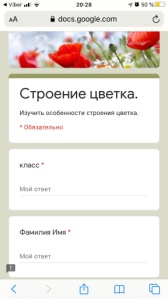 Viber 20:28 50 %
AA docs.google.com
Строение цветка.
Изучить особенности строения цветка.
* Обязательно
класс *
Мой ответ
Фамилия Имя *
Мой ответ